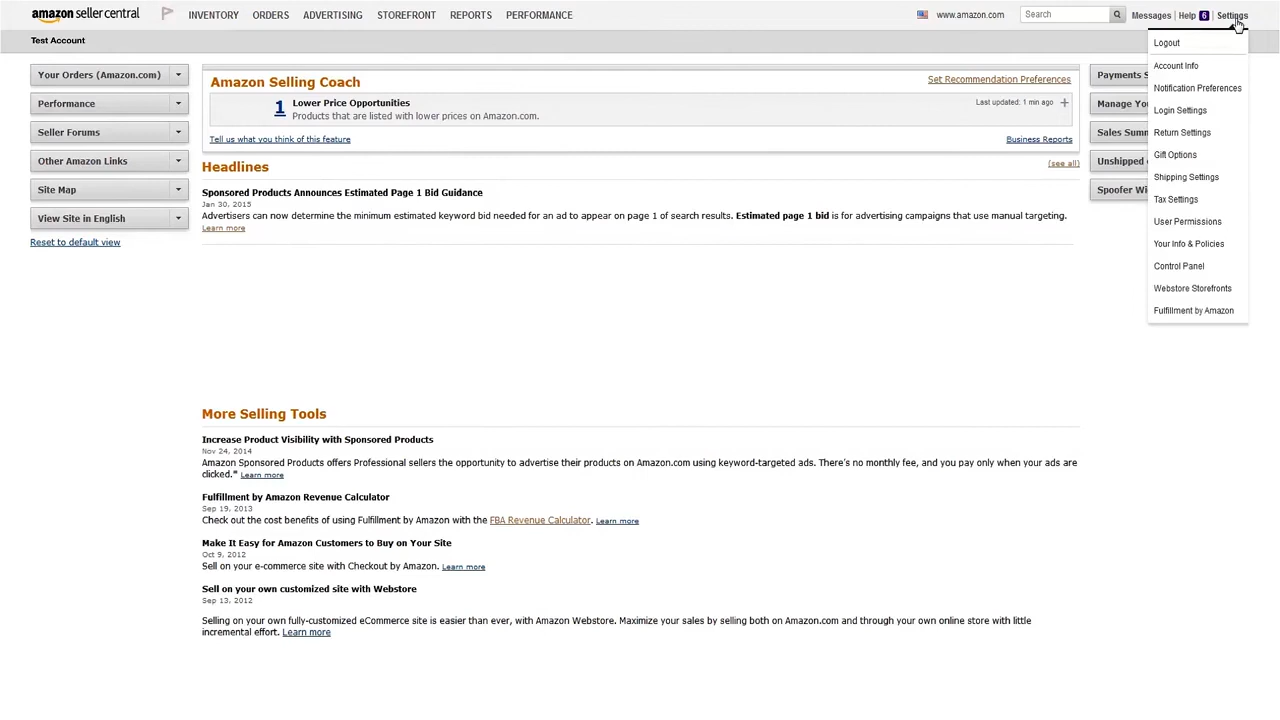 amazon seller central INVENTORY ORDERS ADVERTISING STOREFRONT REPORTS PERFORMANCE www.amazon.com Search Messages | Help 6 | Settings
Test Account
Logout
Account Info
Notification Preferences
Login Settings
Return Settings
Gift Options
Shipping Settings
Tax Settings
User Permissions
Your Info & Policies
Control Panel
Webstore Storefronts
Fulfillment by Amazon
Your Orders (Amazon.com)
Performance
Seller Forums
Other Amazon Links
Site Map
View Site in English
Reset to default view
Amazon Selling Coach
Set Recommendation Preferences
1 Lower Price Opportunities
Last updated: 1 min ago
Products that are listed with lower prices on Amazon.com.
Tell us what you think of this feature
Business Reports
Headlines
(see all)
Sponsored Products Announces Estimated Page 1 Bid Guidance
Jan 30, 2015
Advertisers can now determine the minimum estimated keyword bid needed for an ad to appear on page 1 of search results. Estimated page 1 bid is for advertising campaigns that use manual targeting.
Learn more
More Selling Tools
Increase Product Visibility with Sponsored Products
Nov 24, 2014
Amazon Sponsored Products offers Professional sellers the opportunity to advertise their products on Amazon.com using keyword-targeted ads. There's no monthly fee, and you pay only when your ads are
clicked." Learn more
Fulfillment by Amazon Revenue Calculator
Sep 19, 2013
Check out the cost benefits of using Fulfillment by Amazon with the FBA Revenue Calculator. Learn more
Make It Easy for Amazon Customers to Buy on Your Site
Oct 9, 2012
Sell on your e-commerce site with Checkout by Amazon. Learn more
Sell on your own customized site with Webstore
Sep 13, 2012
Selling on your own fully-customized eCommerce site is easier than ever, with Amazon Webstore. Maximize your sales by selling both on Amazon.com and through your own online store with little
incremental effort. Learn more
Payments S
Manage You
Sales Summ
Unshipped
Spoofer Wi